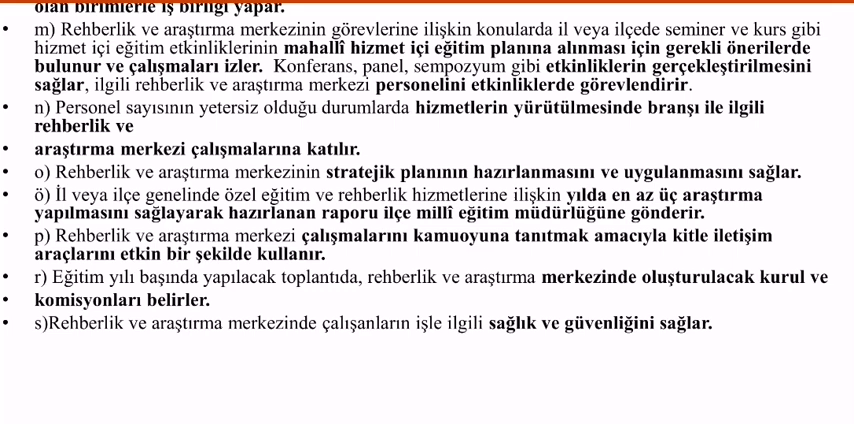 olan birimlerle iş birliği yapar.
• m) Rehberlik ve araştırma merkezinin görevlerine ilişkin konularda il veya ilçede seminer ve kurs gibi
hizmet içi eğitim etkinliklerinin mahallî hizmet içi eğitim planına alınması için gerekli önerilerde
bulunur ve çalışmaları izler. Konferans, panel, sempozyum gibi etkinliklerin gerçekleştirilmesini
sağlar, ilgili rehberlik ve araştırma merkezi personelini etkinliklerde görevlendirir.
• n) Personel sayısının yetersiz olduğu durumlarda hizmetlerin yürütülmesinde branşı ile ilgili
rehberlik ve
• araştırma merkezi çalışmalarına katılır.
• o) Rehberlik ve araştırma merkezinin stratejik planının hazırlanmasını ve uygulanmasını sağlar.
• ö) İl veya ilçe genelinde özel eğitim ve rehberlik hizmetlerine ilişkin yılda en az üç araştırma
yapılmasını sağlayarak hazırlanan raporu ilçe millî eğitim müdürlüğüne gönderir.
• p) Rehberlik ve araştırma merkezi çalışmalarını kamuoyuna tanıtmak amacıyla kitle iletişim
araçlarını etkin bir şekilde kullanır.
• r) Eğitim yılı başında yapılacak toplantıda, rehberlik ve araştırma merkezinde oluşturulacak kurul ve
• komisyonları belirler.
• s)Rehberlik ve araştırma merkezinde çalışanların işle ilgili sağlık ve güvenliğini sağlar.